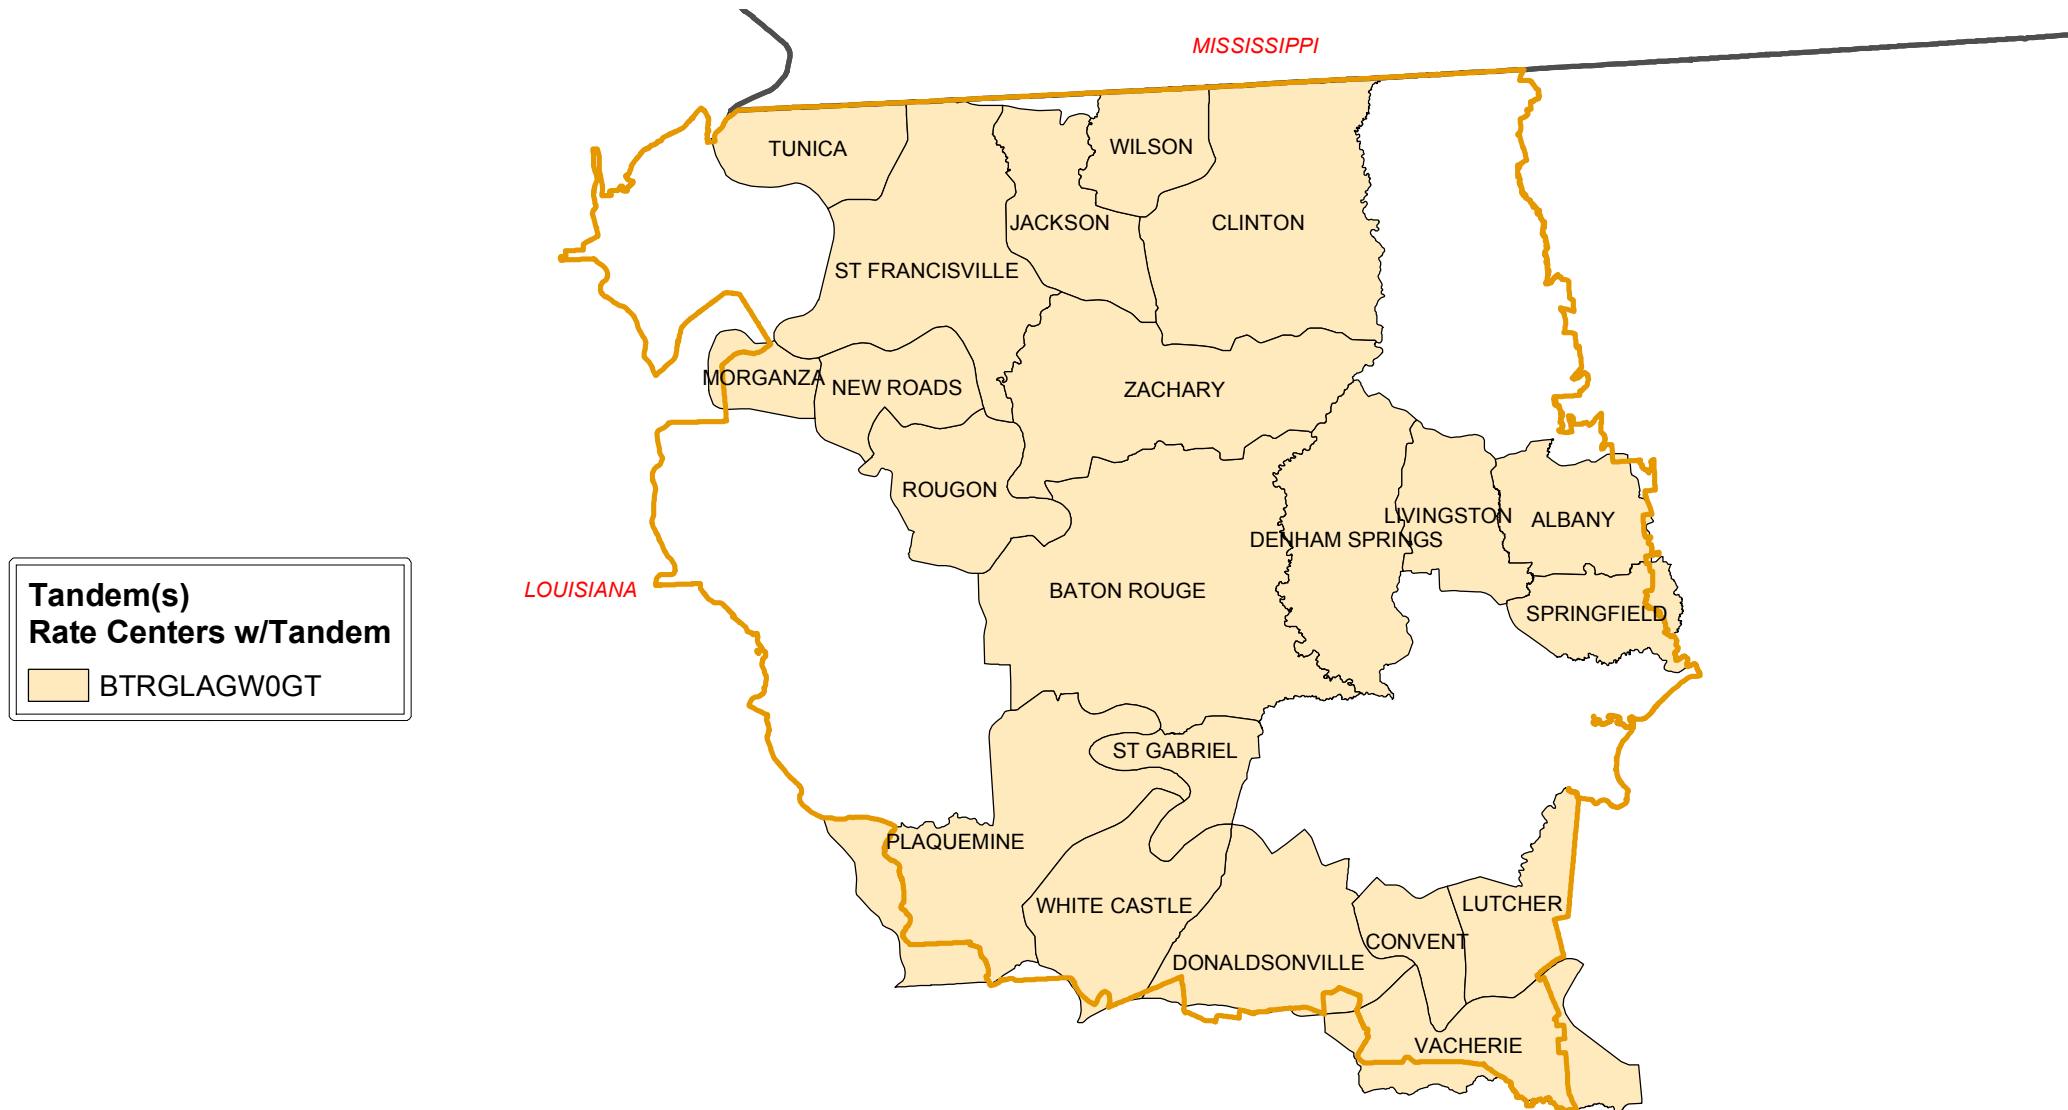 MISSISSIPPI
TUNICA
WILSON
JACKSON
CLINTON
ST FRANCISVILLE
MORGANZA
NEW ROADS
ZACHARY
ROUGON
LIVINGSTON
ALBANY
DENHAM SPRINGS
BATON ROUGE
LOUISIANA
SPRINGFIELD
Tandem(s)
Rate Centers w/Tandem
BTRGLAGW0GT
ST GABRIEL
PLAQUEMINE
WHITE CASTLE
LUTCHER
CONVENT
DONALDSONVILLE
VACHERIE